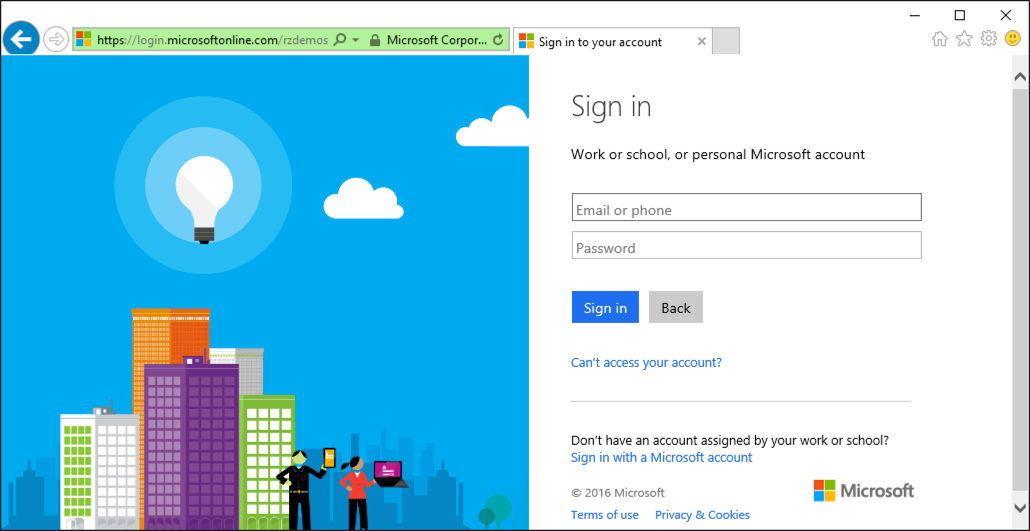 https://login.microsoftonline.com/rzdemos
Microsoft Corpor...
Sign in to your account
Sign in
Work or school, or personal Microsoft account
Email or phone
Password
Sign in
Back
Can't access your account?
Don't have an account assigned by your work or school?
Sign in with a Microsoft account
© 2016 Microsoft
Microsoft
Terms of use
Privacy & Cookies